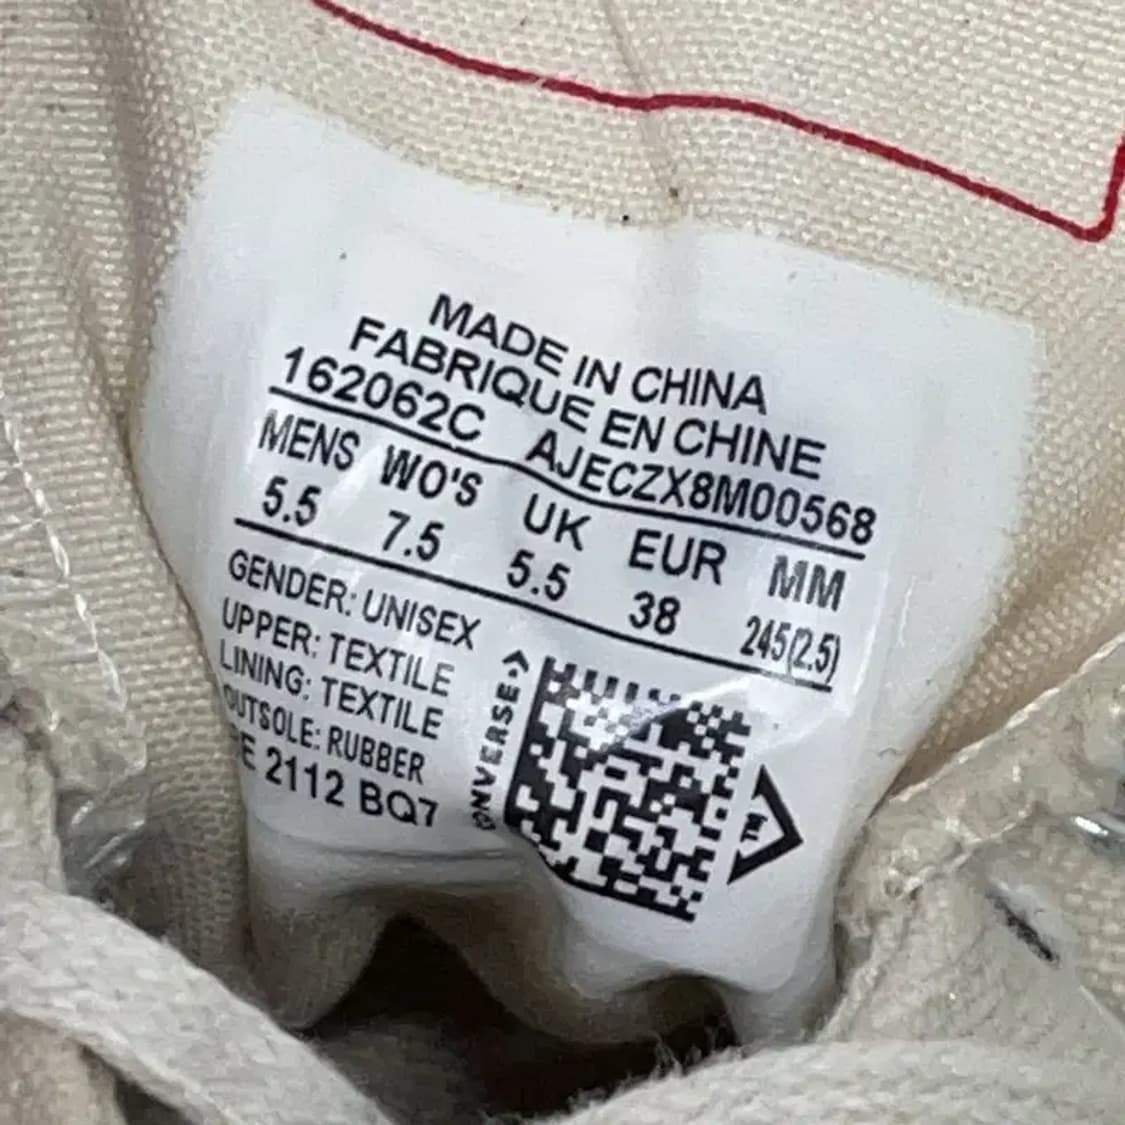 MADE IN CHINA
FABRIQUE EN CHINE
162062C AJECZX8M00568
MENS WO'S UK EUR MM
5.5 7.5 5.5 38 245(2.5)
GENDER: UNISEX
UPPER: TEXTILE
LINING: TEXTILE
OUTSOLE: RUBBER
E 2112 BQ7
CONVERSE->